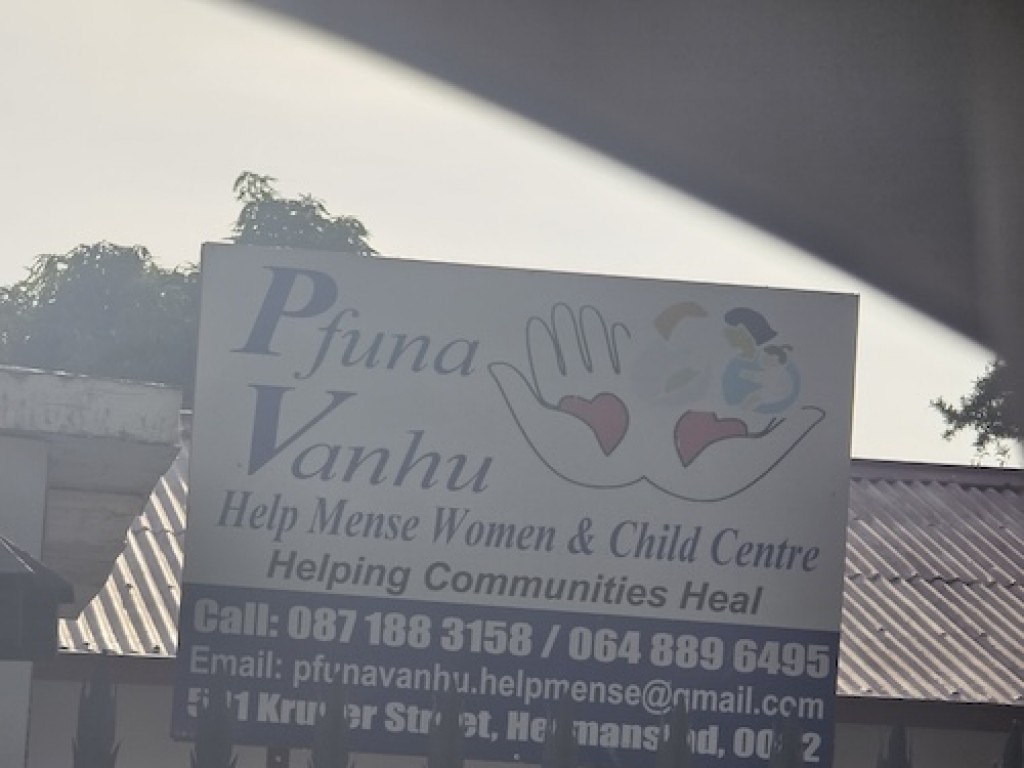 Pfuna
Vanhu
Help Mense Women & Child Centre
Helping Communities Heal
Call: 087 188 3158 / 064 889 6495
Email: pfunavanhu.helpmense@gmail.com
Street,